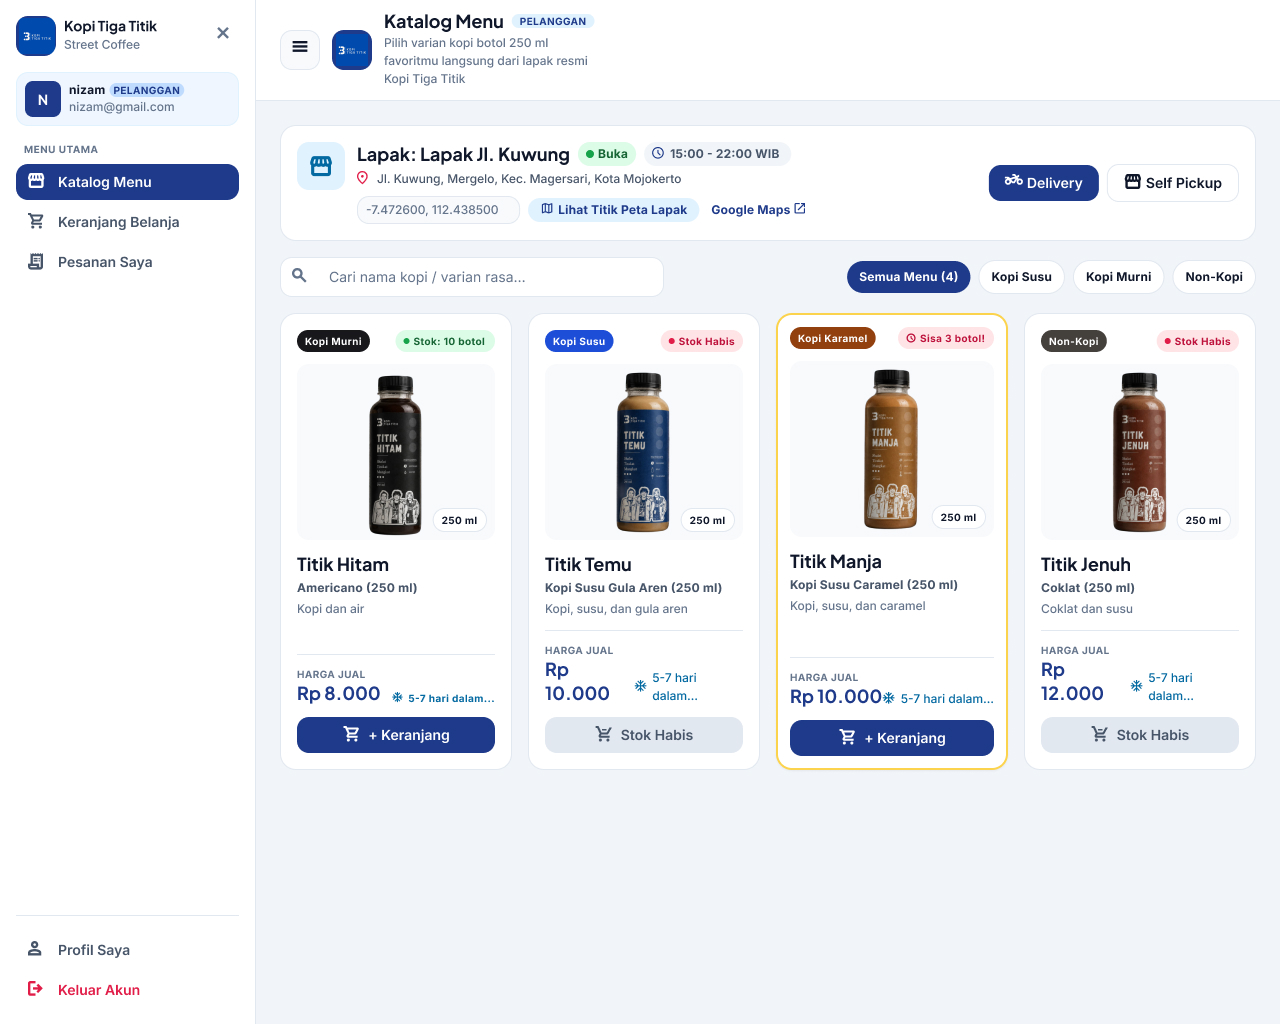 Kopi Tiga Titik
Street Coffee
N
nizam PELANGGAN
nizam@gmail.com
MENU UTAMA
Katalog Menu
Keranjang Belanja
Pesanan Saya
Profil Saya
Keluar Akun
Katalog Menu PELANGGAN
Pilih varian kopi botol 250 ml
favoritmu langsung dari lapak resmi
Kopi Tiga Titik
Lapak: Lapak Jl. Kuwung Buka 15:00 - 22:00 WIB
Jl. Kuwung, Mergelo, Kec. Magersari, Kota Mojokerto
-7.472600, 112.438500 Lihat Titik Peta Lapak Google Maps
Delivery Self Pickup
Cari nama kopi / varian rasa...
Semua Menu (4) Kopi Susu Kopi Murni Non-Kopi
Kopi Murni Stok: 10 botol
TITIK
HITAM
250 ml
Titik Hitam
Americano (250 ml)
Kopi dan air
HARGA JUAL
Rp 8.000 5-7 hari dalam...
+ Keranjang
Kopi Susu Stok Habis
TITIK
TEMU
250 ml
Titik Temu
Kopi Susu Gula Aren (250 ml)
Kopi, susu, dan gula aren
HARGA JUAL
Rp
10.000
5-7 hari
dalam...
Stok Habis
Kopi Karamel Sisa 3 botol!
TITIK
MANJA
250 ml
Titik Manja
Kopi Susu Caramel (250 ml)
Kopi, susu, dan caramel
HARGA JUAL
Rp 10.000 5-7 hari dalam...
+ Keranjang
Non-Kopi Stok Habis
TITIK
JENUH
250 ml
Titik Jenuh
Coklat (250 ml)
Coklat dan susu
HARGA JUAL
Rp
12.000
5-7 hari
dalam...
Stok Habis